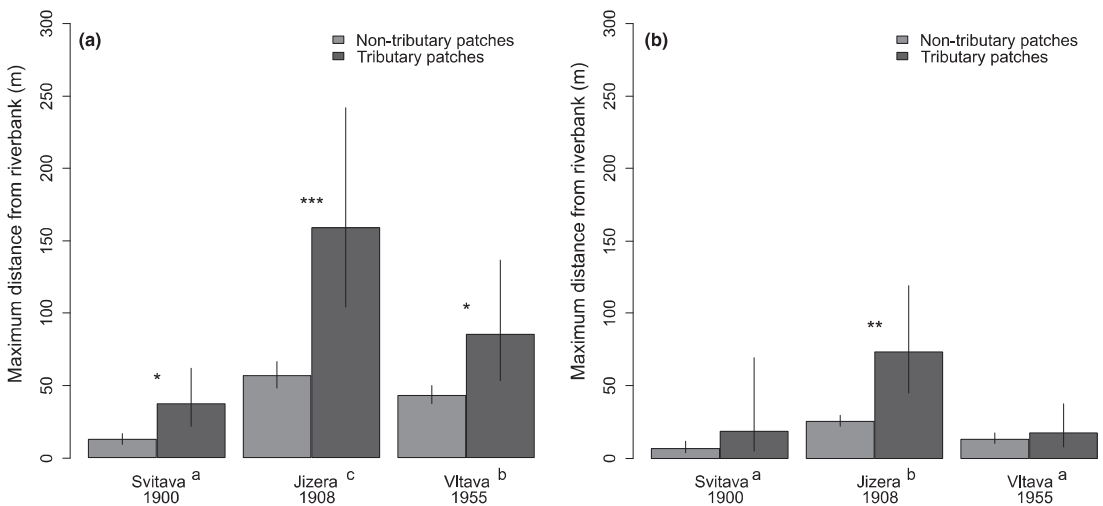 (a)
Non-tributary patches
Tributary patches
Maximum distance from riverbank (m)
300
250
200
150
100
50
0
*
***
*
Svitava a
1900
Jizera c
1908
Vltava b
1955
(b)
Non-tributary patches
Tributary patches
Maximum distance from riverbank (m)
300
250
200
150
100
50
0
**
Svitava a
1900
Jizera b
1908
Vltava a
1955